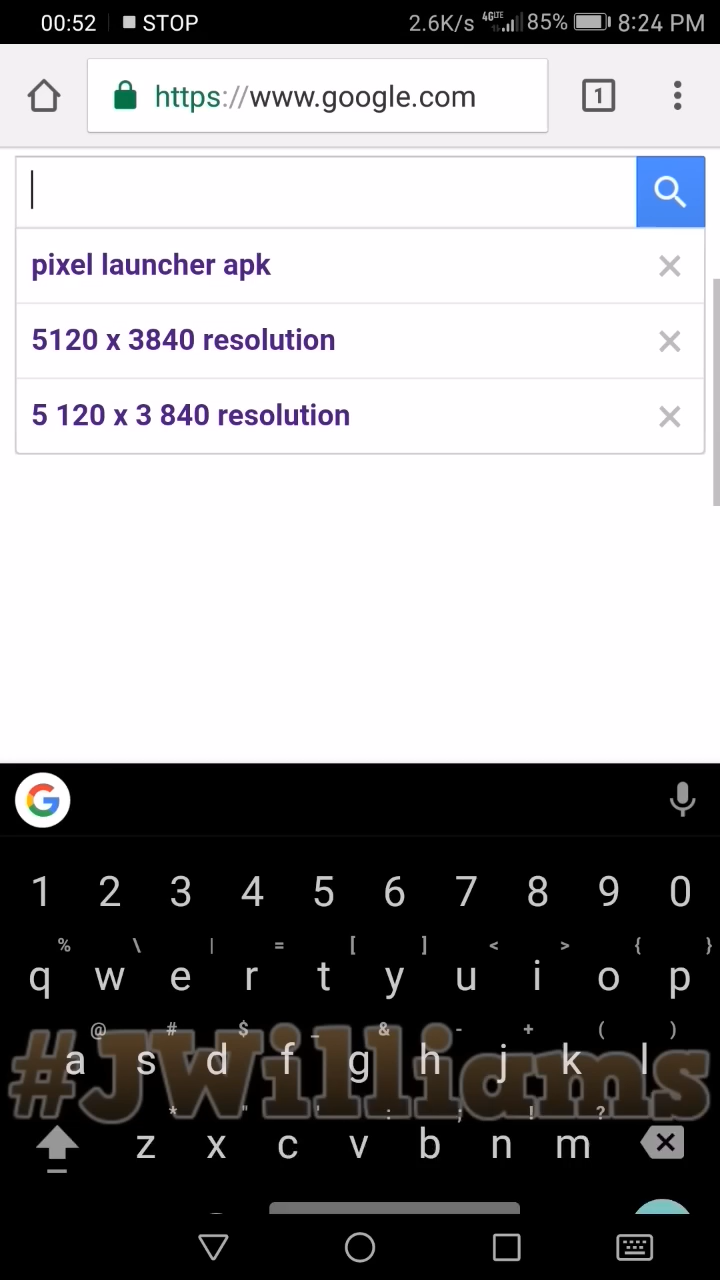 00:52 STOP 2.6K/s 4GLTE 85% 8:24 PM
https://www.google.com 1
pixel launcher apk
5120 x 3840 resolution
5 120 x 3 840 resolution
G
1 2 3 4 5 6 7 8 9 0
% \ | = [ ] < > { }
q w e r t y u i o p
@ # $ _ & - + ( )
a s d f g h j k l
#JWilliams
* " ' : ; ! ?
z x c v b n m